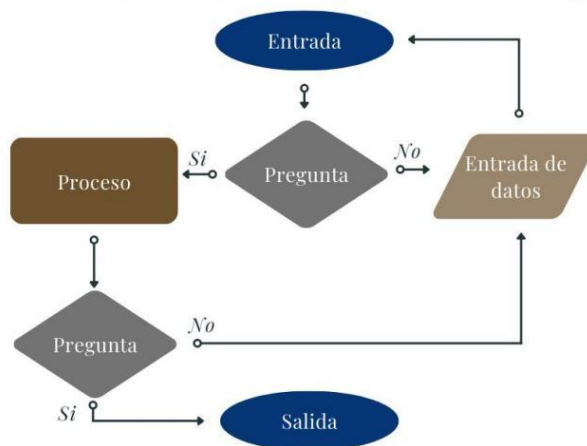 Entrada
Si
No
Pregunta
Entrada de
datos
Proceso
Pregunta
No
Si
Salida